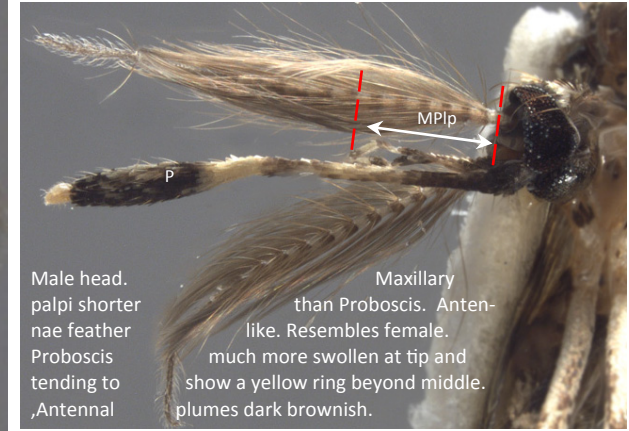 MPlp
P
Male head. Maxillary
palpi shorter than Proboscis. Anten-
nae feather like. Resembles female.
Proboscis much more swollen at tip and
tending to show a yellow ring beyond middle.
,Antennal plumes dark brownish.